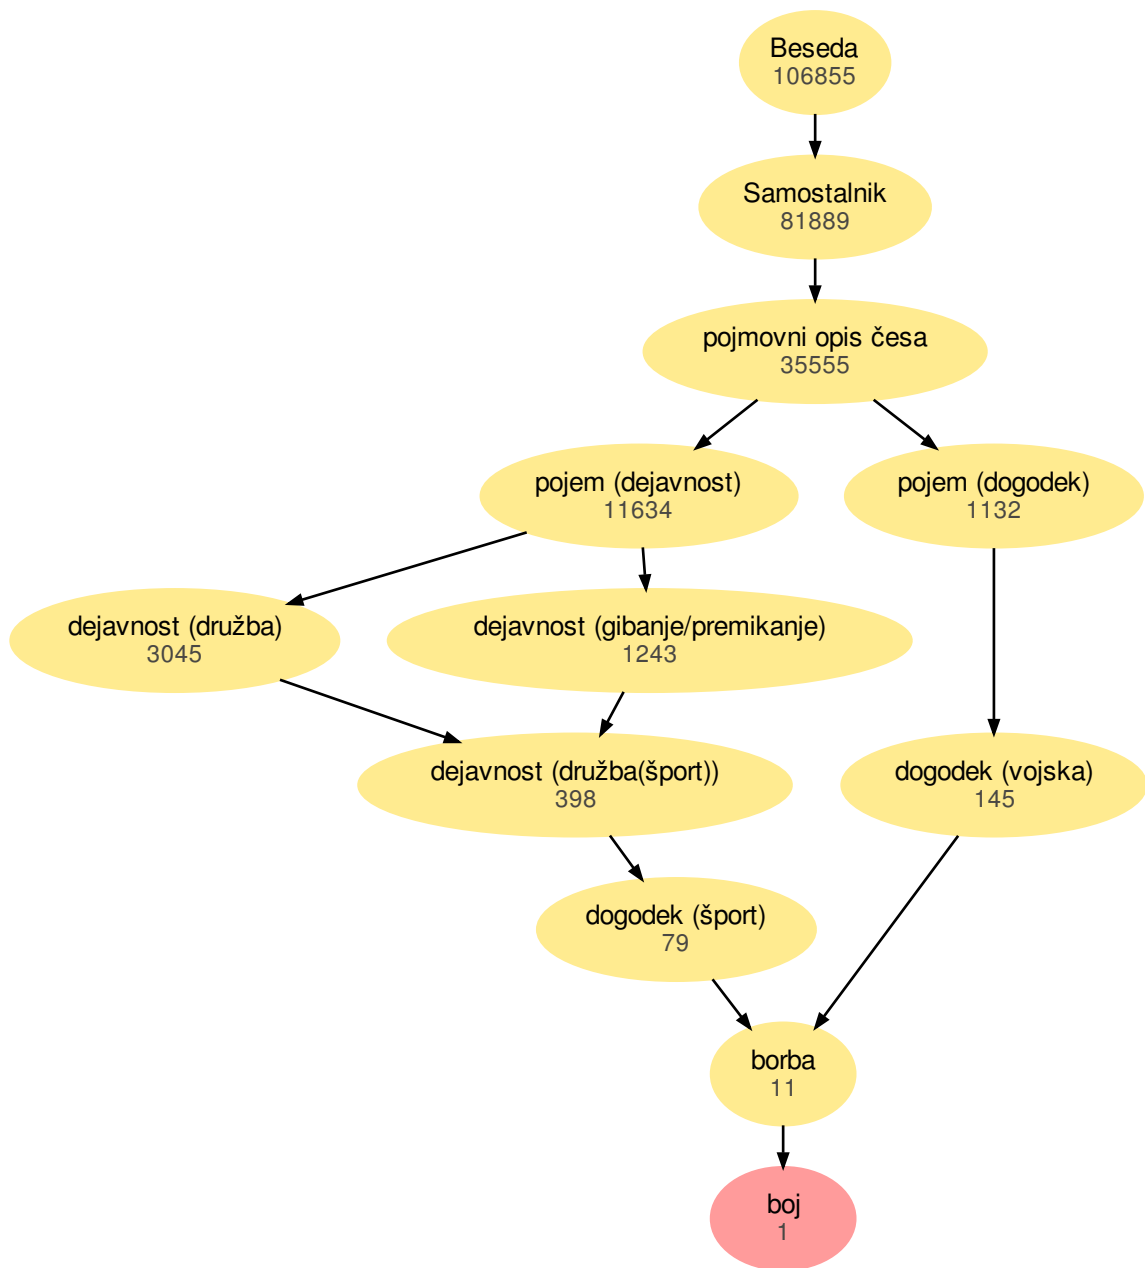 Beseda
106855
Samostalnik
81889
pojmovni opis česa
35555
pojem (dejavnost)
11634
pojem (dogodek)
1132
dejavnost (družba)
3045
dejavnost (gibanje/premikanje)
1243
dejavnost (družba(šport))
398
dogodek (vojska)
145
dogodek (šport)
79
borba
11
boj
1